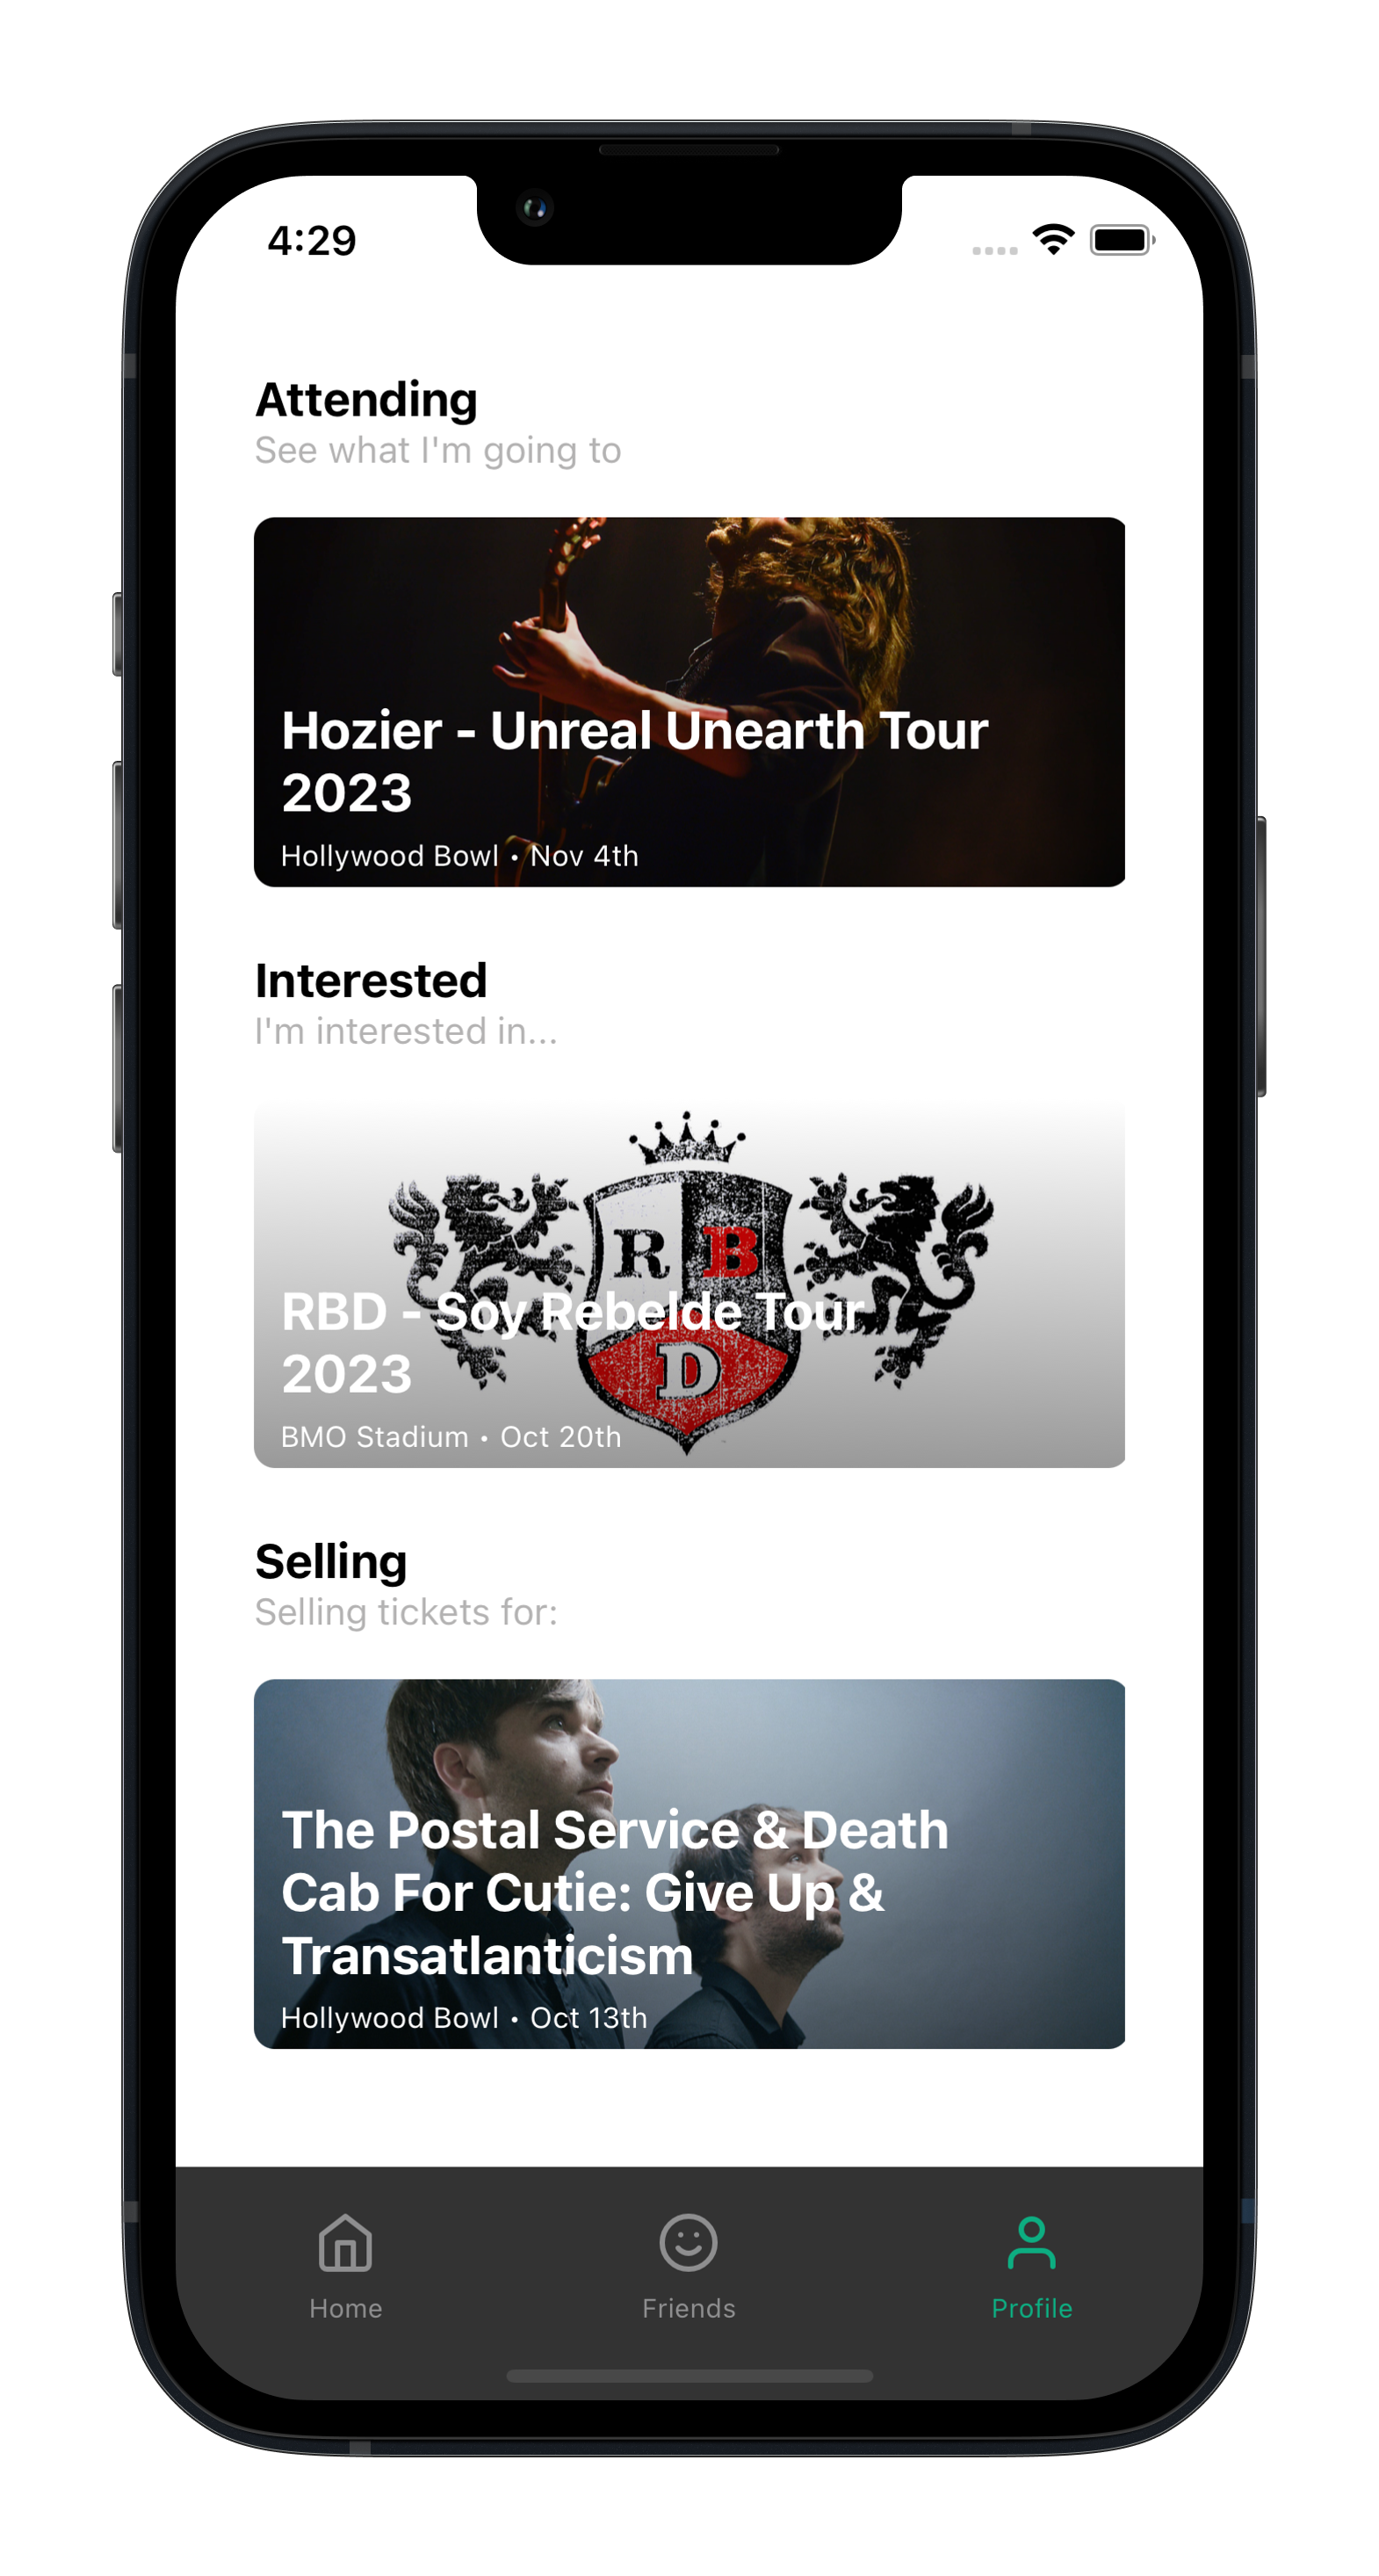 4:29
Attending
See what I'm going to
Hozier - Unreal Unearth Tour
2023
Hollywood Bowl • Nov 4th
Interested
I'm interested in...
R B
D
RBD - Soy Rebelde Tour
2023
BMO Stadium • Oct 20th
Selling
Selling tickets for:
The Postal Service & Death
Cab For Cutie: Give Up &
Transatlanticism
Hollywood Bowl • Oct 13th
Home
Friends
Profile